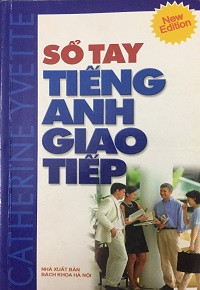 New
Edition
CATHERINE YVETTE
SỔ TAY
TIẾNG
ANH
GIAO
TIẾP
NHÀ XUẤT BẢN
BÁCH KHOA HÀ NỘI